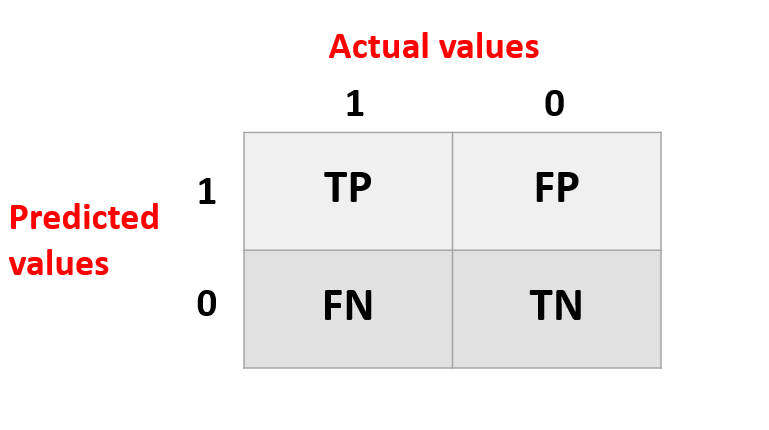 Actual values
1 0
1 TP FP
Predicted
values
0 FN TN